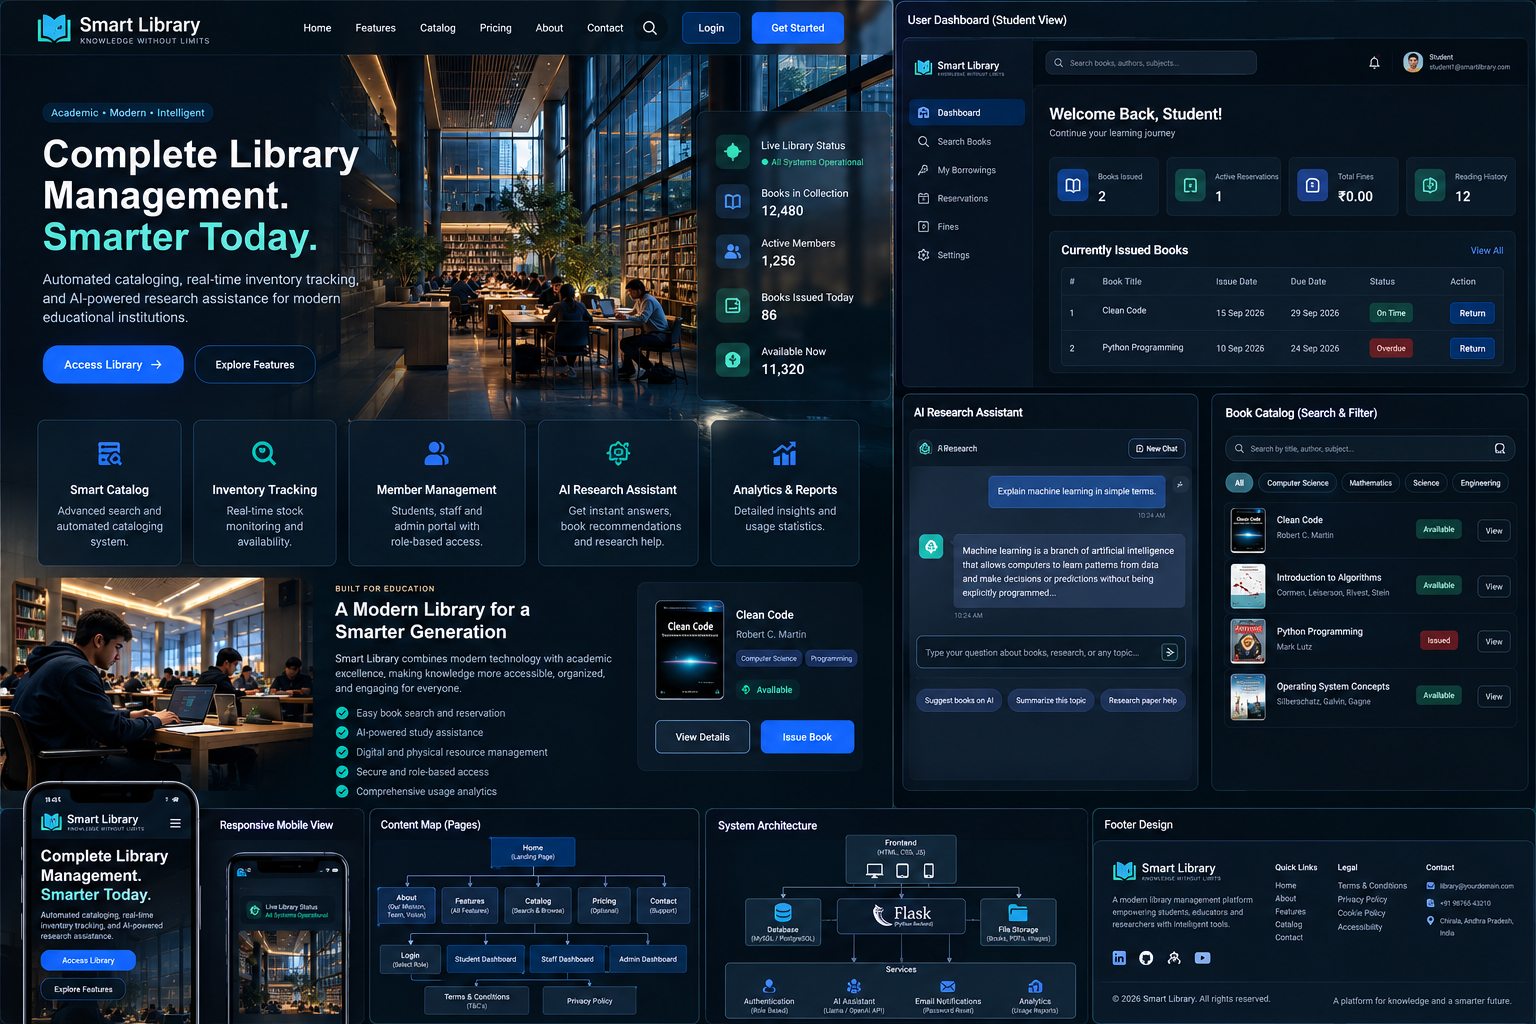 Smart Library
KNOWLEDGE WITHOUT LIMITS
Home
Features
Catalog
Pricing
About
Contact
Login
Get Started
Academic • Modern • Intelligent
Complete Library
Management.
Smarter Today.
Automated cataloging, real-time inventory tracking,
and AI-powered research assistance for modern
educational institutions.
Access Library →
Explore Features
Live Library Status
All Systems Operational
Books in Collection
12,480
Active Members
1,256
Books Issued Today
86
Available Now
11,320
Smart Catalog
Advanced search and
automated cataloging
system.
Inventory Tracking
Real-time stock
monitoring and
availability.
Member Management
Students, staff and
admin portal with
role-based access.
AI Research Assistant
Get instant answers,
book recommendations
and research help.
Analytics & Reports
Detailed insights and
usage statistics.
BUILT FOR EDUCATION
A Modern Library for a
Smarter Generation
Smart Library combines modern technology with academic
excellence, making knowledge more accessible, organized,
and engaging for everyone.
Easy book search and reservation
AI-powered study assistance
Digital and physical resource management
Secure and role-based access
Comprehensive usage analytics
Clean Code
Clean Code
Robert C. Martin
Computer Science
Programming
Available
View Details
Issue Book
User Dashboard (Student View)
Smart Library
KNOWLEDGE WITHOUT LIMITS
Search books, authors, subjects...
Student
student1@smartlibrary.com
Dashboard
Search Books
My Borrowings
Reservations
Fines
Settings
Welcome Back, Student!
Continue your learning journey
Books Issued
2
Active Reservations
1
Total Fines
₹0.00
Reading History
12
Currently Issued Books
View All
# Book Title Issue Date Due Date Status Action
1 Clean Code 15 Sep 2026 29 Sep 2026 On Time Return
2 Python Programming 10 Sep 2026 24 Sep 2026 Overdue Return
AI Research Assistant
AI Research
New Chat
Explain machine learning in simple terms.
10:24 AM
Machine learning is a branch of artificial intelligence
that allows computers to learn patterns from data
and make decisions or predictions without being
explicitly programmed...
10:24 AM
Type your question about books, research, or any topic...
Suggest books on AI
Summarize this topic
Research paper help
Book Catalog (Search & Filter)
Search by title, author, subject...
All
Computer Science
Mathematics
Science
Engineering
Clean Code
Clean Code
Robert C. Martin
Available
View
Introduction to Algorithms
Cormen, Leiserson, Rivest, Stein
Available
View
Python Programming
Mark Lutz
Issued
View
Operating System Concepts
Silberschatz, Galvin, Gagne
Available
View
Smart Library
KNOWLEDGE WITHOUT LIMITS
Complete Library
Management.
Smarter Today.
Automated cataloging, real-time
inventory tracking, and AI-powered
research assistance.
Access Library
Explore Features
Responsive Mobile View
Live Library Status
All Systems Operational
Content Map (Pages)
Home
(Landing Page)
About
(Our Mission,
Team, Vision)
Features
(All Features)
Catalog
(Search & Browse)
Pricing
(Optional)
Contact
(Support)
Login
(Select Role)
Student Dashboard
Staff Dashboard
Admin Dashboard
Terms & Conditions
(T&C's)
Privacy Policy
System Architecture
Frontend
(HTML, CSS, JS)
Database
(MySQL / PostgreSQL)
Flask
(Python Backend)
File Storage
(Books, PDFs, Images)
Services
Authentication
(Role Based)
AI Assistant
(Llama / OpenAI API)
Email Notifications
(Password Reset)
Analytics
(Usage Reports)
Footer Design
Smart Library
KNOWLEDGE WITHOUT LIMITS
A modern library management platform
empowering students, educators and
researchers with intelligent tools.
Quick Links
Home
About
Features
Catalog
Contact
Legal
Terms & Conditions
Privacy Policy
Cookie Policy
Accessibility
Contact
library@yourdomain.com
+91 98765 43210
Chirala, Andhra Pradesh,
India
© 2026 Smart Library. All rights reserved.
A platform for knowledge and a smarter future.